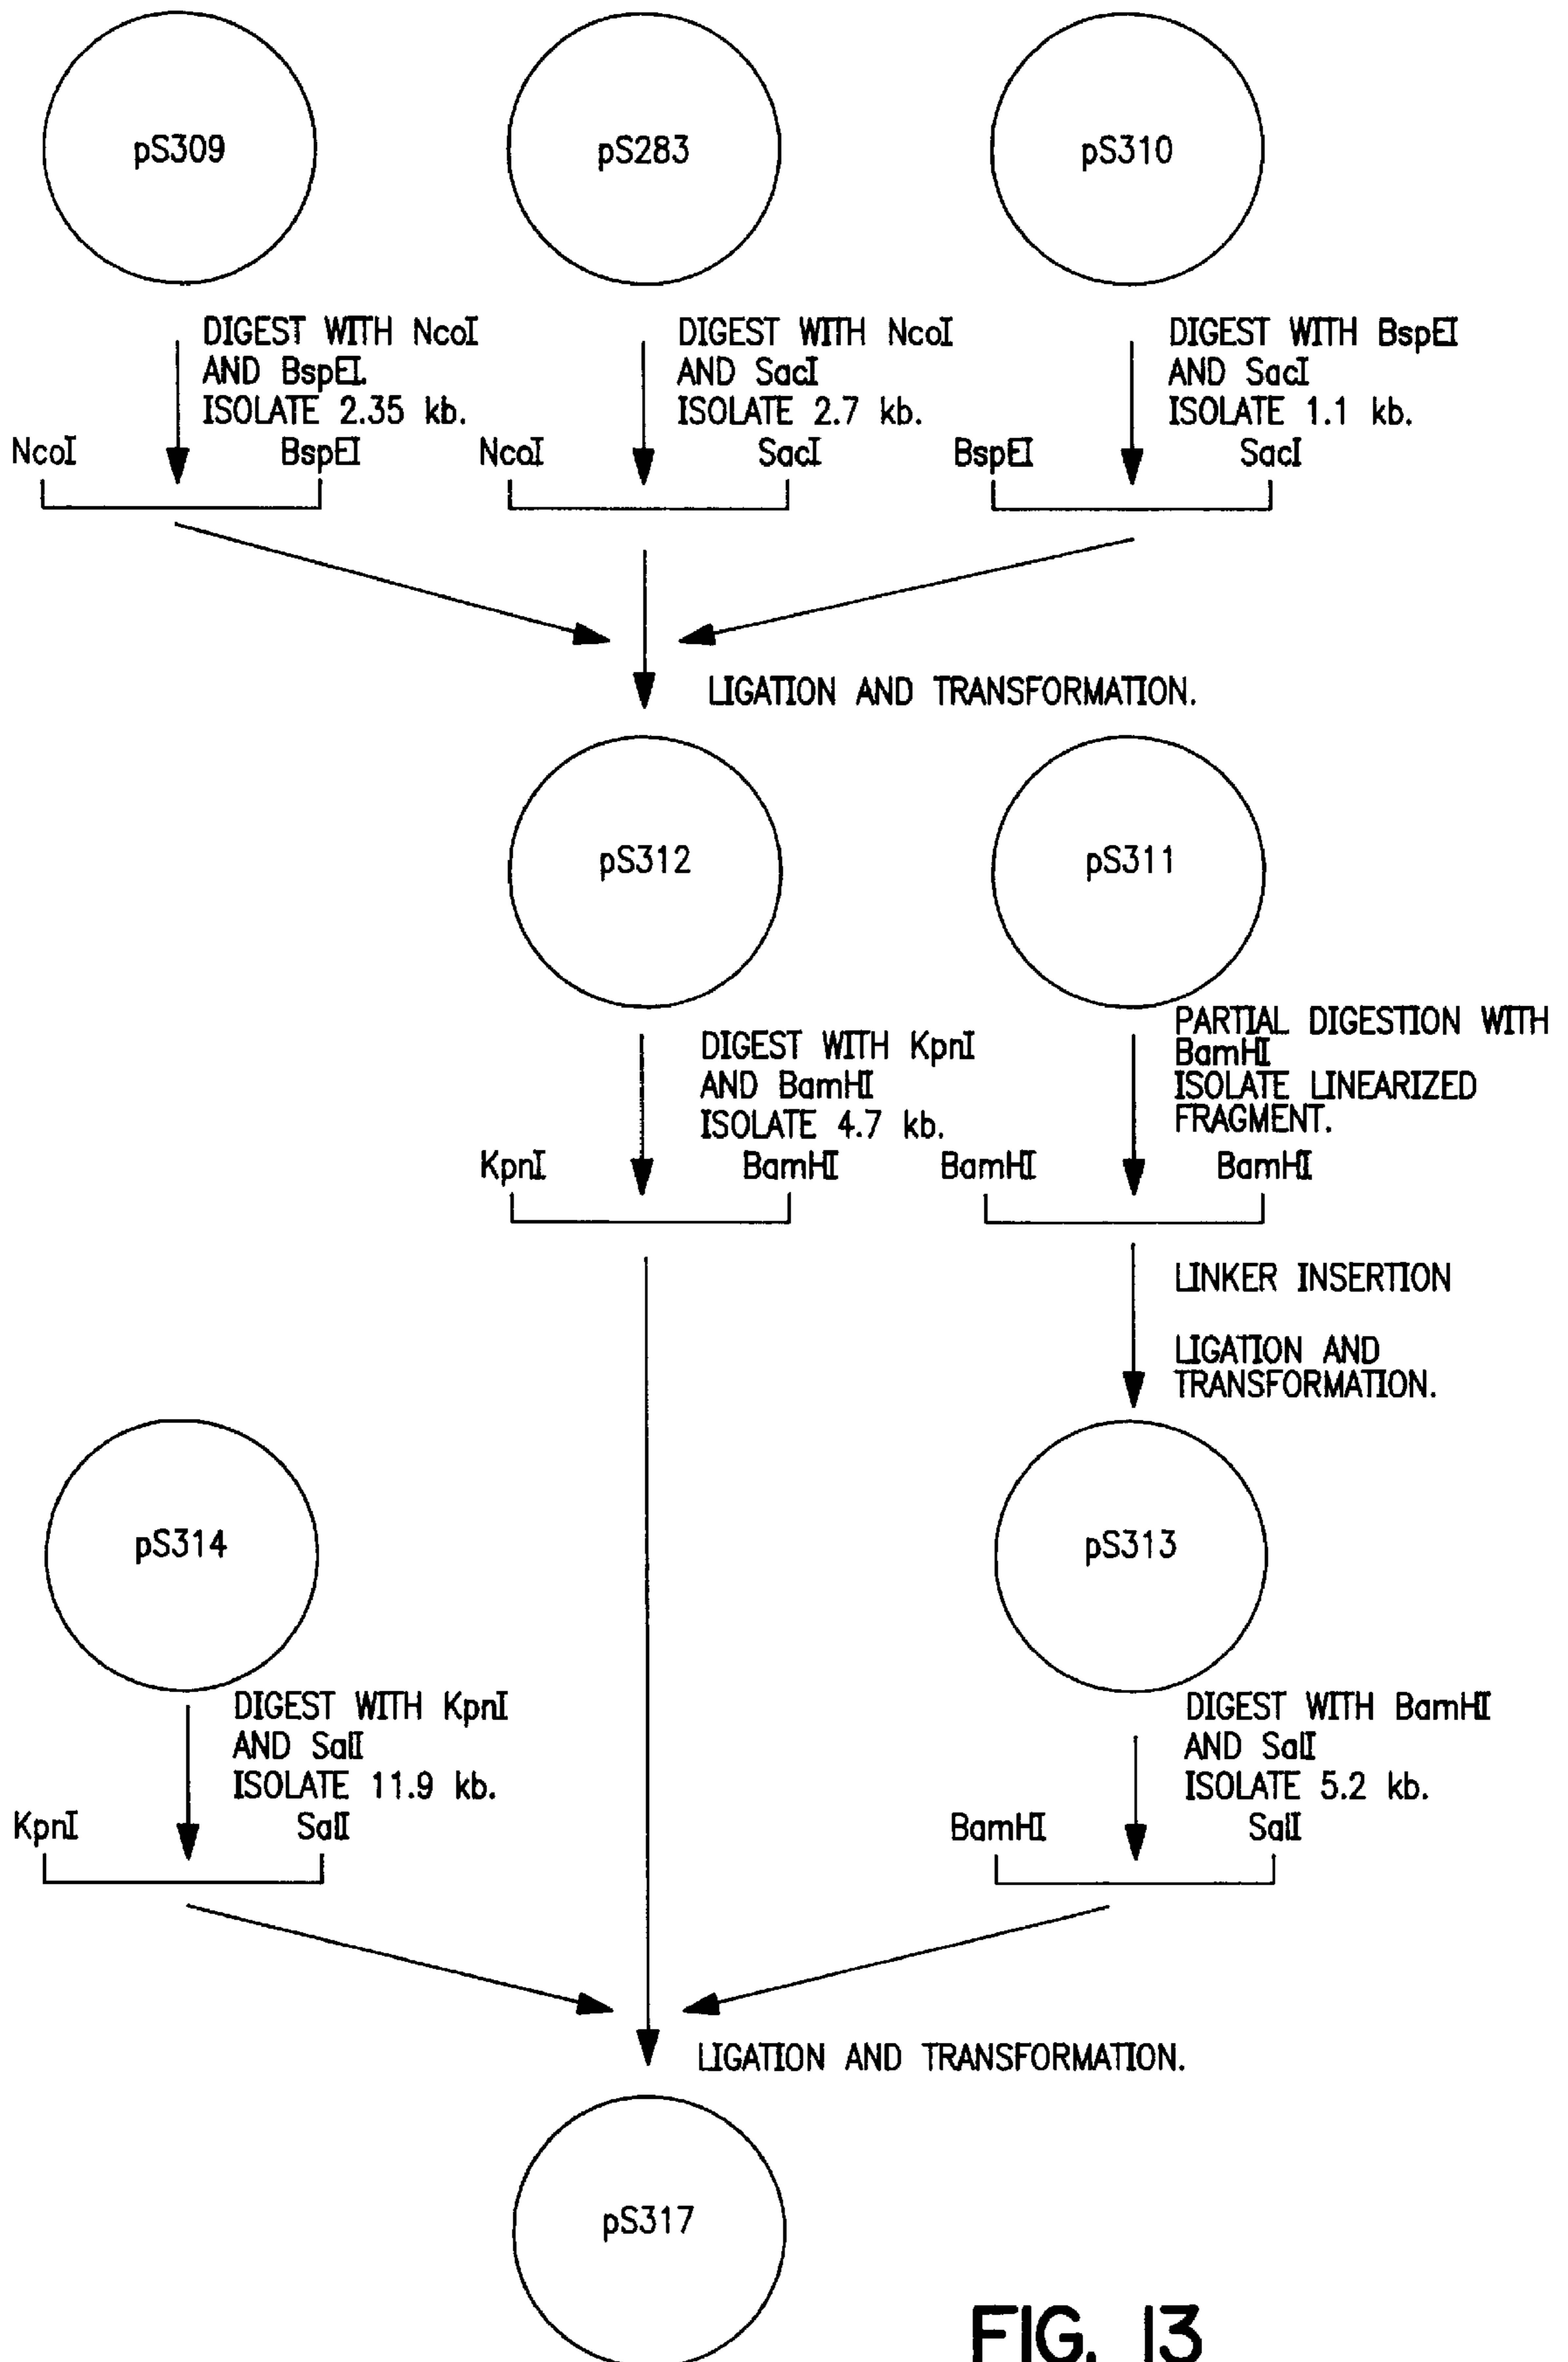 pS309
pS283
pS310
DIGEST WITH NcoI
AND BspEI.
ISOLATE 2.35 kb.
DIGEST WITH NcoI
AND SacI
ISOLATE 2.7 kb.
DIGEST WITH BspEI
AND SacI
ISOLATE 1.1 kb.
NcoI
BspEI
NcoI
SacI
BspEI
SacI
LIGATION AND TRANSFORMATION.
pS312
pS311
DIGEST WITH KpnI
AND BamHI
ISOLATE 4.7 kb.
PARTIAL DIGESTION WITH
BamHI
ISOLATE LINEARIZED
FRAGMENT.
KpnI
BamHI
BamHI
BamHI
LINKER INSERTION
LIGATION AND
TRANSFORMATION.
pS314
pS313
DIGEST WITH KpnI
AND SalI
ISOLATE 11.9 kb.
DIGEST WITH BamHI
AND SalI
ISOLATE 5.2 kb.
KpnI
SalI
BamHI
SalI
LIGATION AND TRANSFORMATION.
pS317
FIG. 13